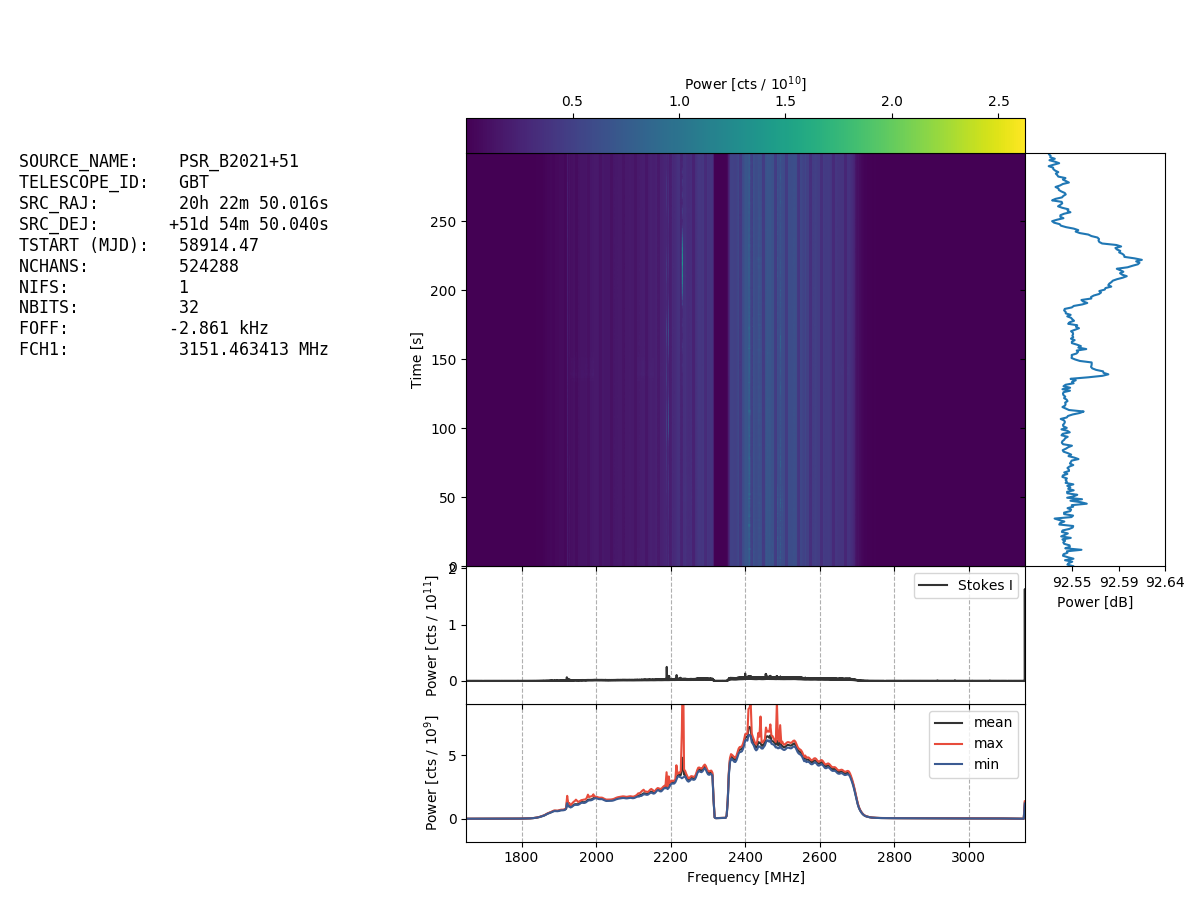 Power [cts / 10^10]
0.5 1.0 1.5 2.0 2.5
SOURCE_NAME: PSR_B2021+51
TELESCOPE_ID: GBT
SRC_RAJ: 20h 22m 50.016s
SRC_DEJ: +51d 54m 50.040s
TSTART (MJD): 58914.47
NCHANS: 524288
NIFS: 1
NBITS: 32
FOFF: -2.861 kHz
FCH1: 3151.463413 MHz
Time [s]
250
200
150
100
50
0
92.55 92.59 92.64
Power [dB]
Power [cts / 10^11]
2
1
0
Stokes I
Power [cts / 10^9]
5
0
mean
max
min
1800 2000 2200 2400 2600 2800 3000
Frequency [MHz]